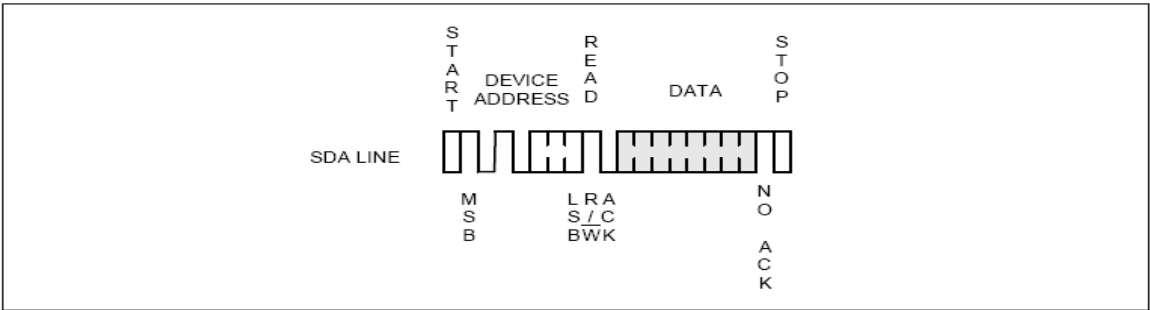 START
DEVICE
ADDRESS
READ
DATA
STOP
SDA LINE
MSB
LSB
R/W
ACK
NO ACK